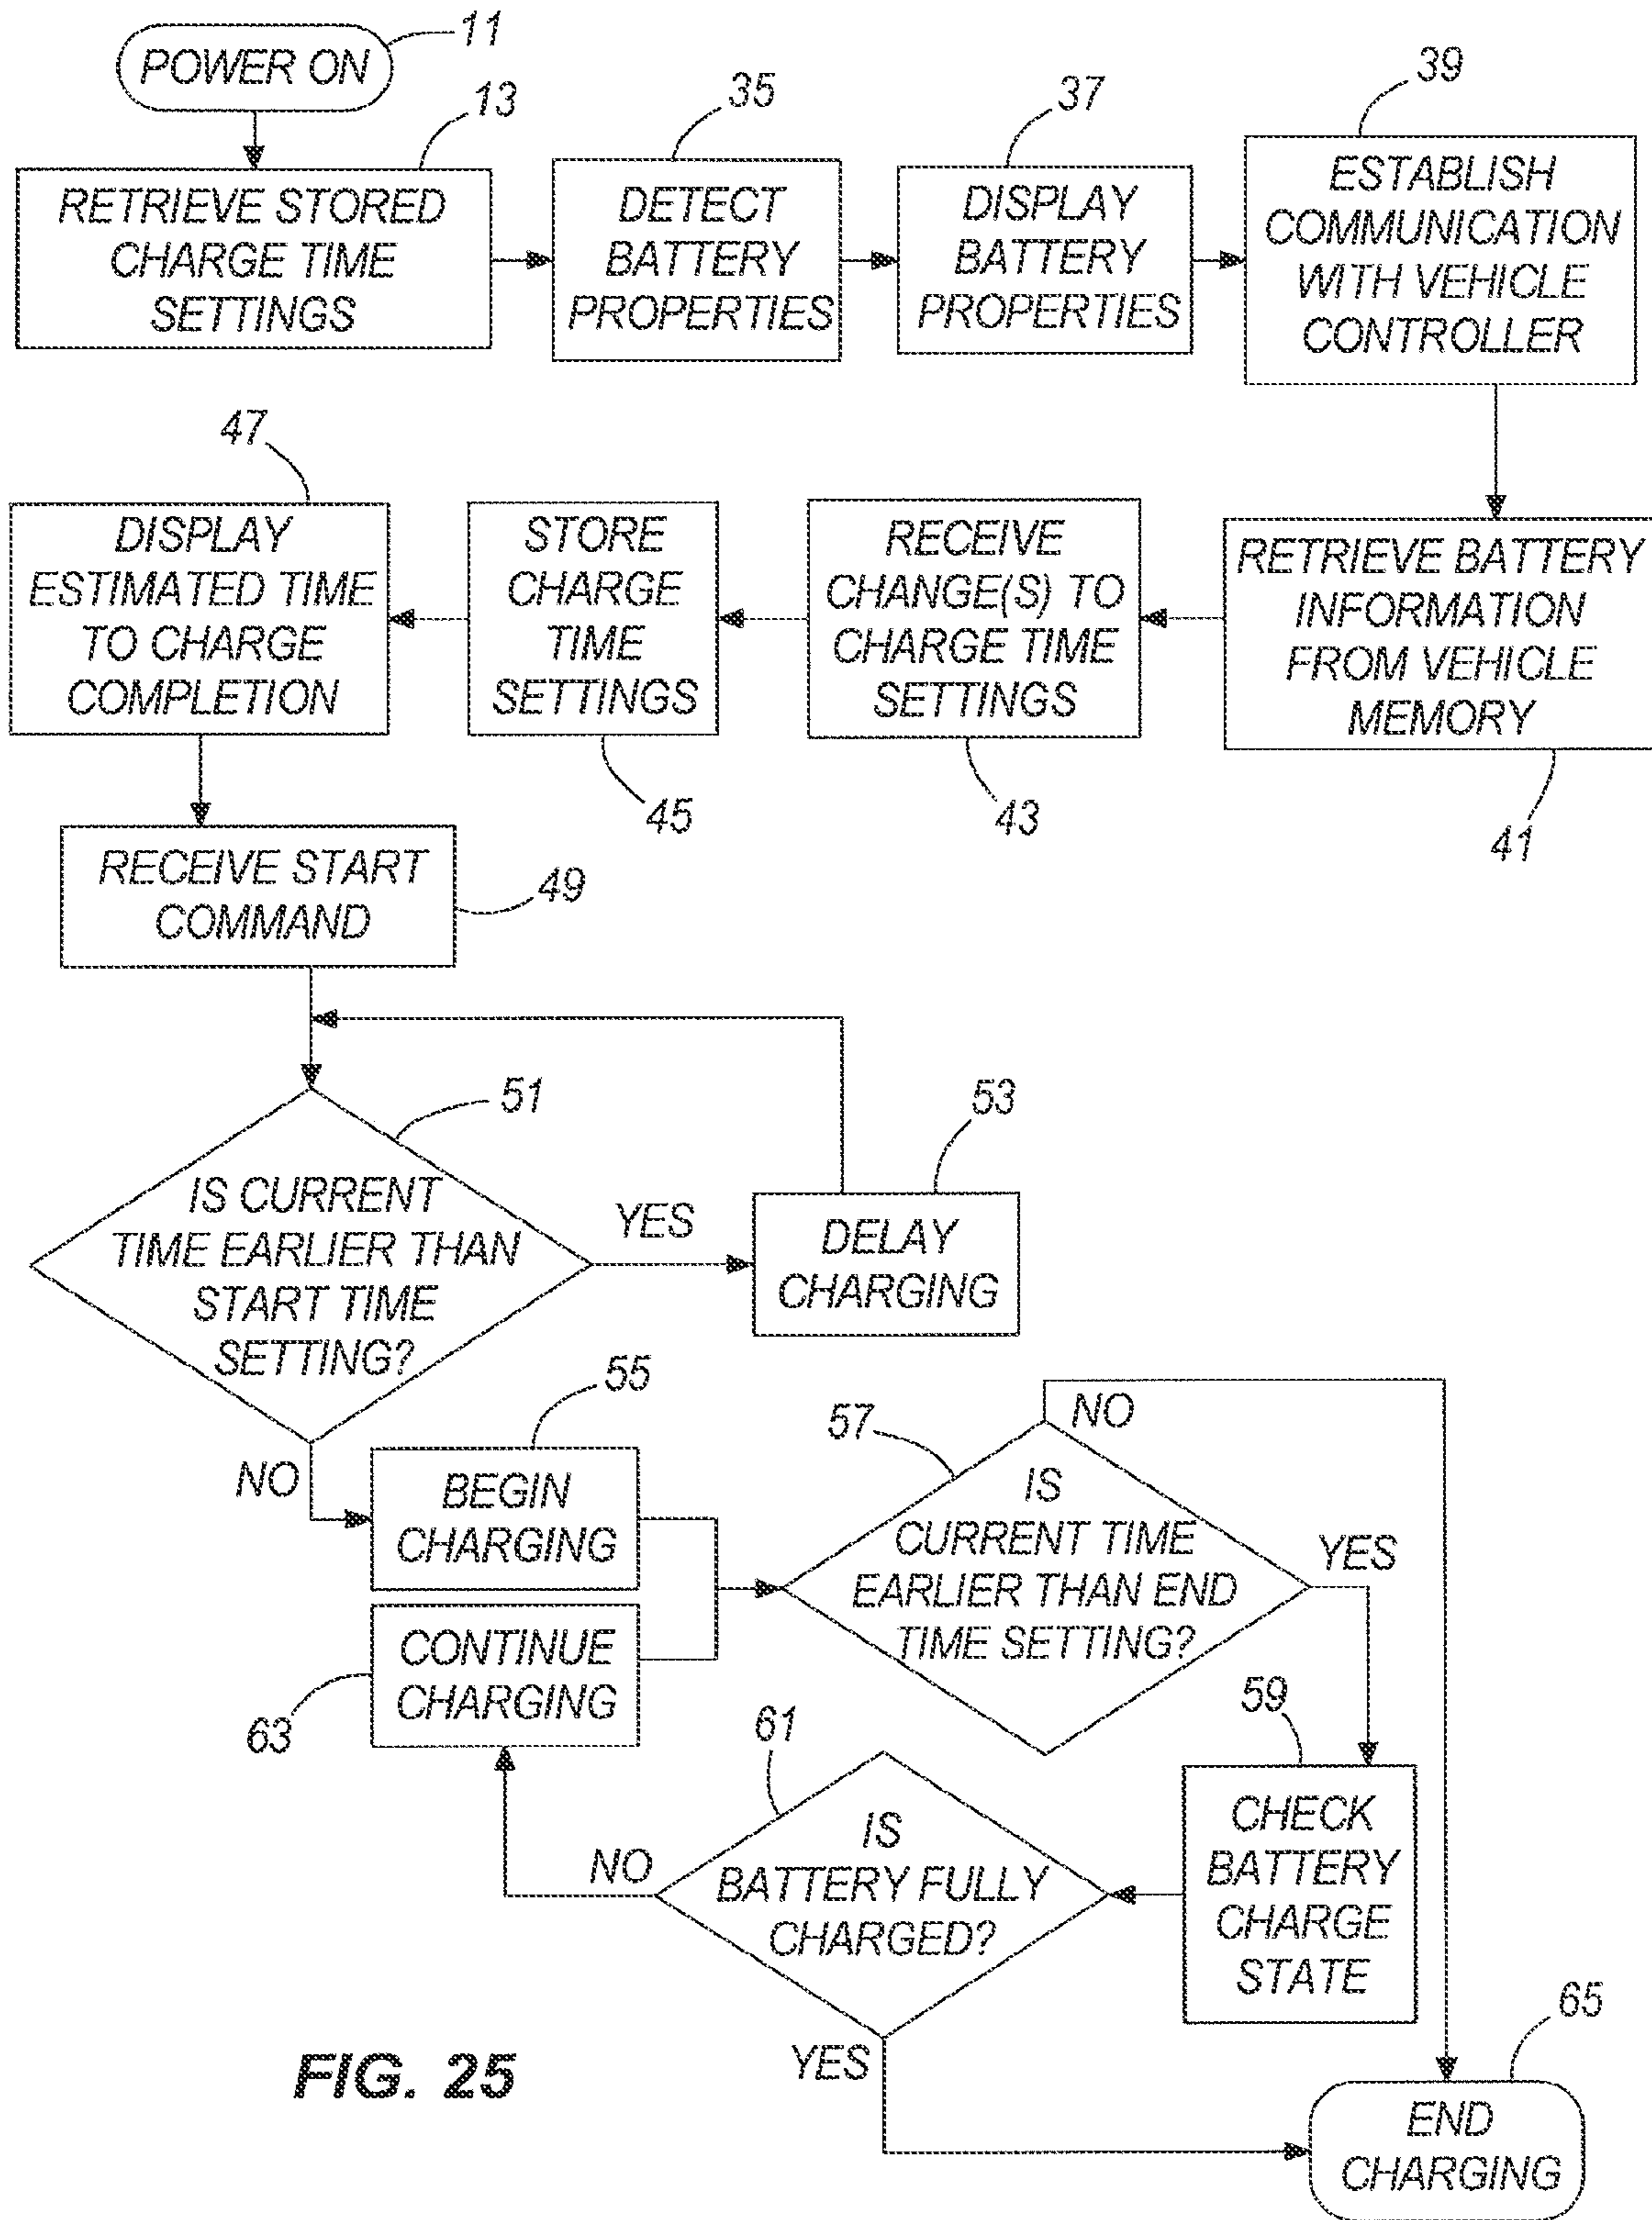 11
POWER ON
13
RETRIEVE STORED
CHARGE TIME
SETTINGS
35
DETECT
BATTERY
PROPERTIES
37
DISPLAY
BATTERY
PROPERTIES
39
ESTABLISH
COMMUNICATION
WITH VEHICLE
CONTROLLER
RETRIEVE BATTERY
INFORMATION
FROM VEHICLE
MEMORY
41
RECEIVE
CHANGE(S) TO
CHARGE TIME
SETTINGS
43
STORE
CHARGE
TIME
SETTINGS
45
47
DISPLAY
ESTIMATED TIME
TO CHARGE
COMPLETION
RECEIVE START
COMMAND
49
51
IS CURRENT
TIME EARLIER THAN
START TIME
SETTING?
YES
53
DELAY
CHARGING
NO
55
BEGIN
CHARGING
57
IS
CURRENT TIME
EARLIER THAN END
TIME SETTING?
NO
YES
59
CHECK
BATTERY
CHARGE
STATE
61
IS
BATTERY FULLY
CHARGED?
NO
CONTINUE
CHARGING
63
YES
65
END
CHARGING
FIG. 25